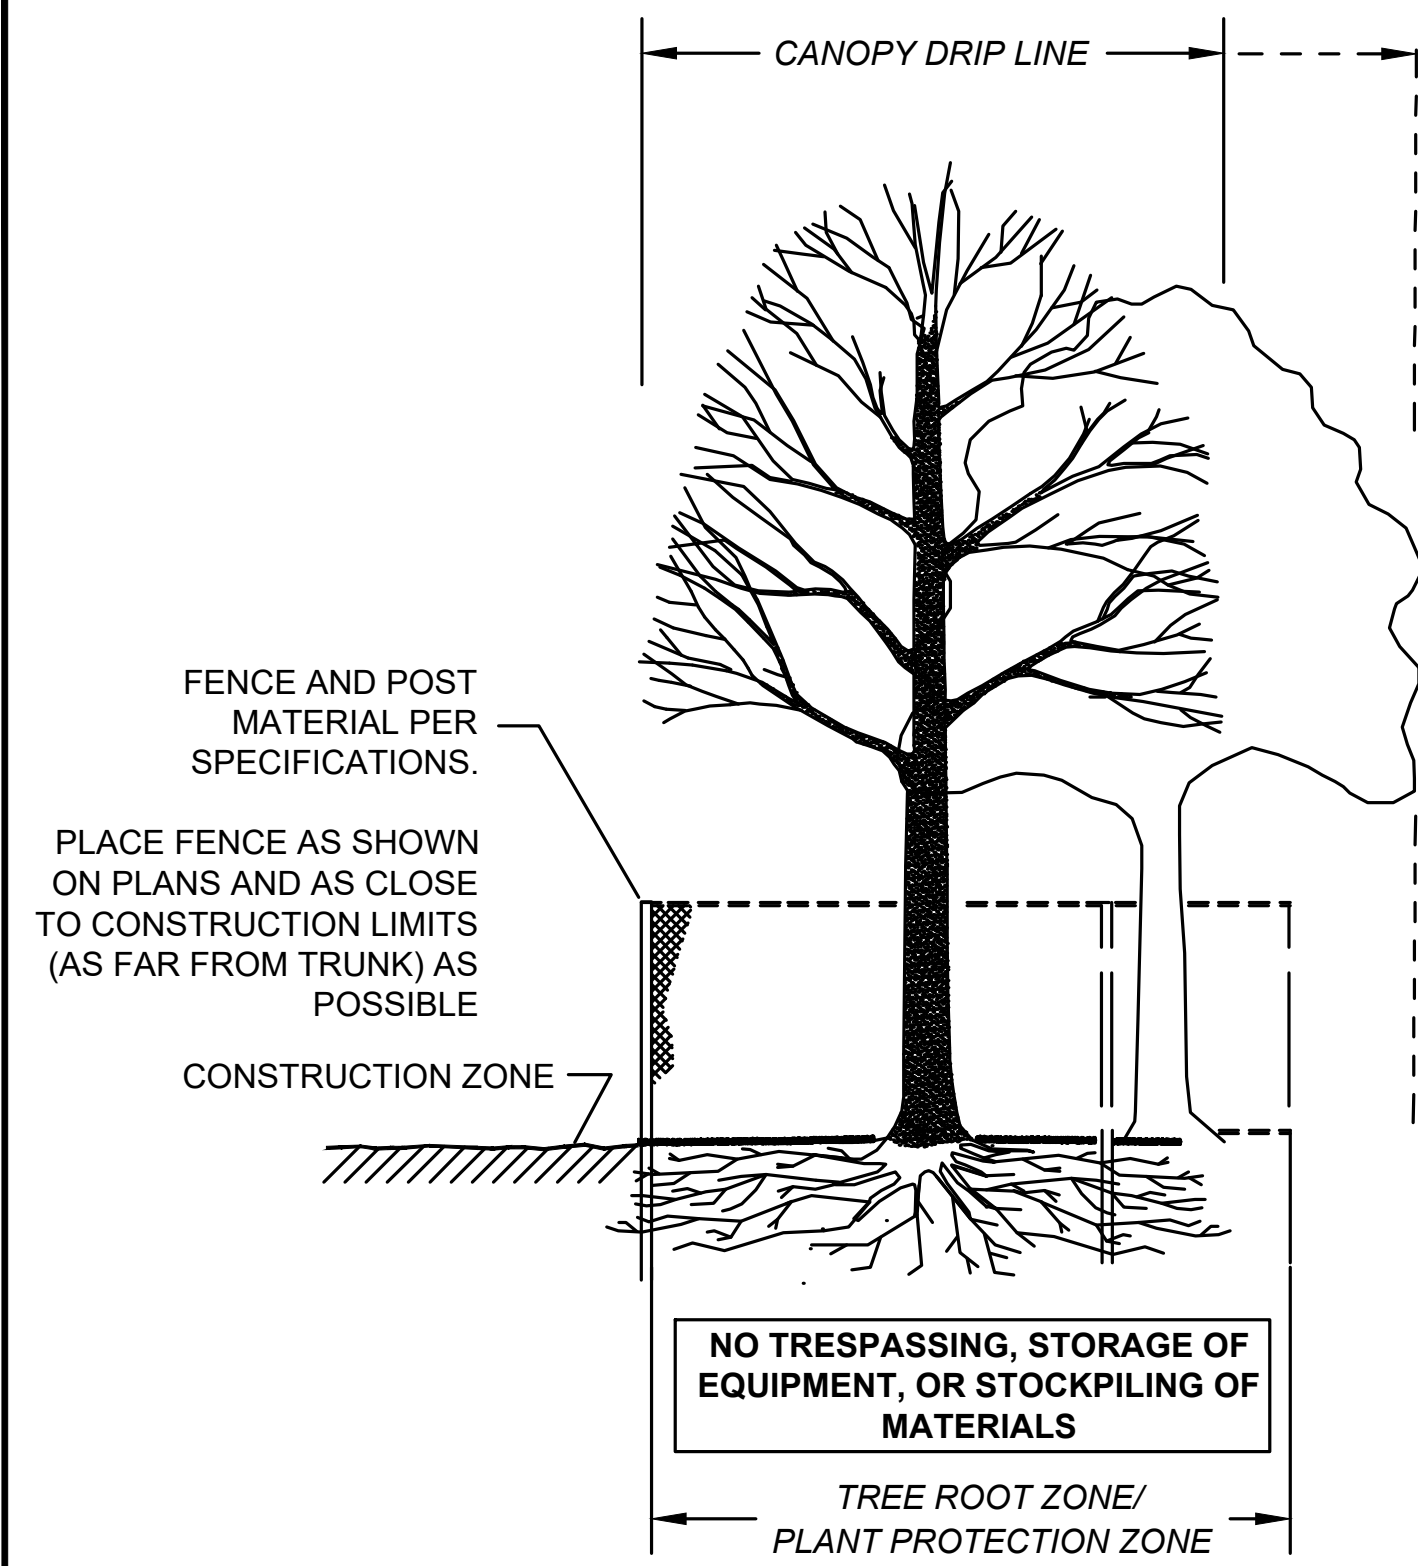 CANOPY DRIP LINE
FENCE AND POST
MATERIAL PER
SPECIFICATIONS.
PLACE FENCE AS SHOWN
ON PLANS AND AS CLOSE
TO CONSTRUCTION LIMITS
(AS FAR FROM TRUNK) AS
POSSIBLE
CONSTRUCTION ZONE
NO TRESPASSING, STORAGE OF
EQUIPMENT, OR STOCKPILING OF
MATERIALS
TREE ROOT ZONE/
PLANT PROTECTION ZONE